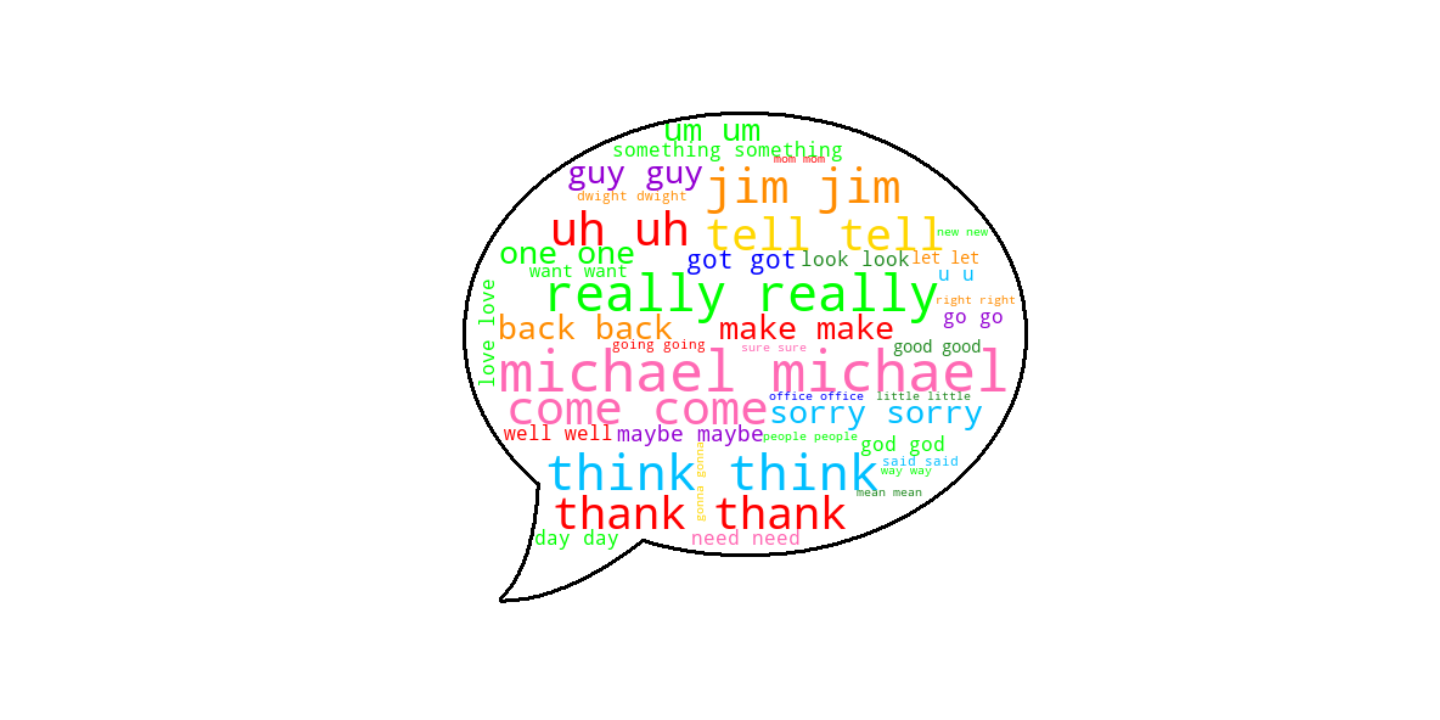 um um
something something
mom mom
guy guy
jim jim
dwight dwight
uh uh
tell tell
new new
one one
got got
look look
let let
want want
u u
really really
love love
right right
go go
back back
make make
going going
sure sure
good good
michael michael
office office
little little
come come
sorry sorry
well well
maybe maybe
people people
god god
said said
think think
gonna gonna
way way
mean mean
thank thank
day day
need need